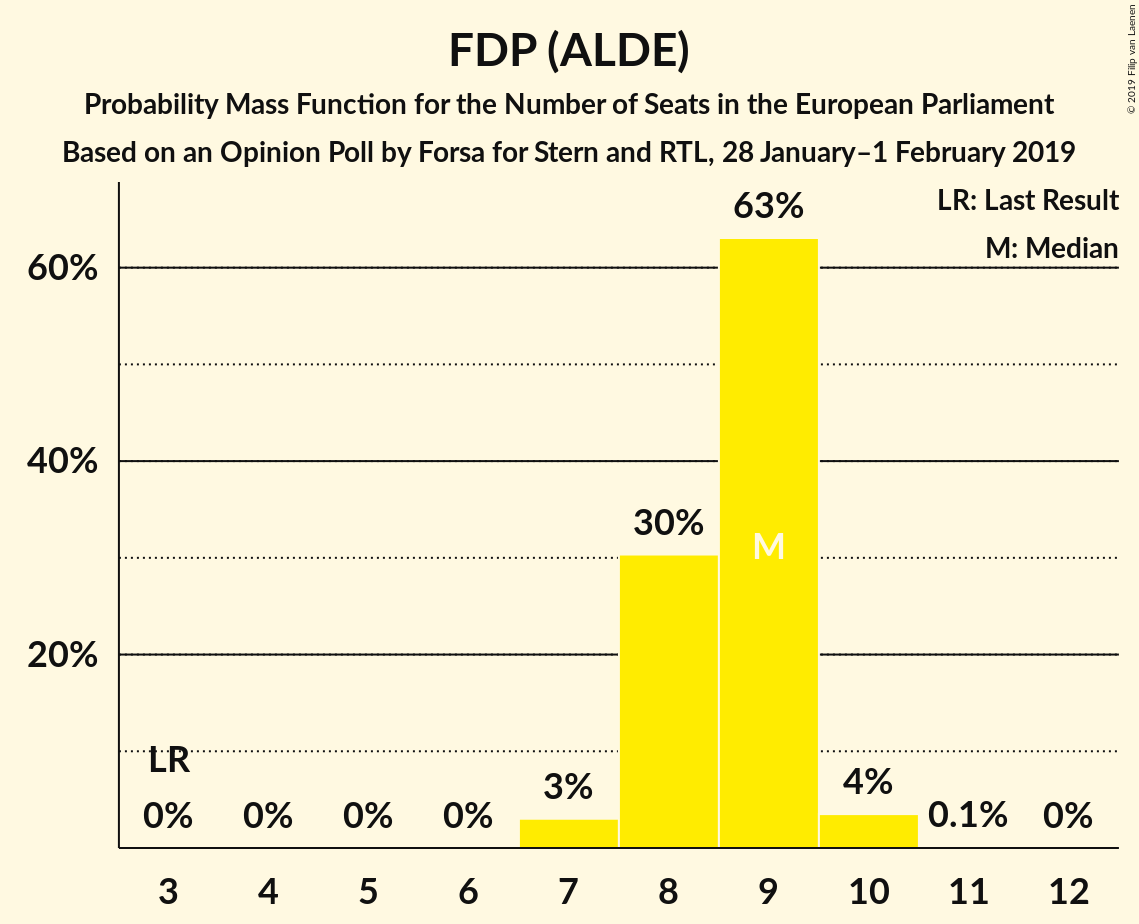 FDP (ALDE)
Probability Mass Function for the Number of Seats in the European Parliament
Based on an Opinion Poll by Forsa for Stern and RTL, 28 January–1 February 2019
© 2019 Filip van Laenen
LR: Last Result
M: Median
63%
60%
40%
30%
M
20%
LR
0%
0%
0%
0%
3%
4%
0.1%
0%
3 4 5 6 7 8 9 10 11 12